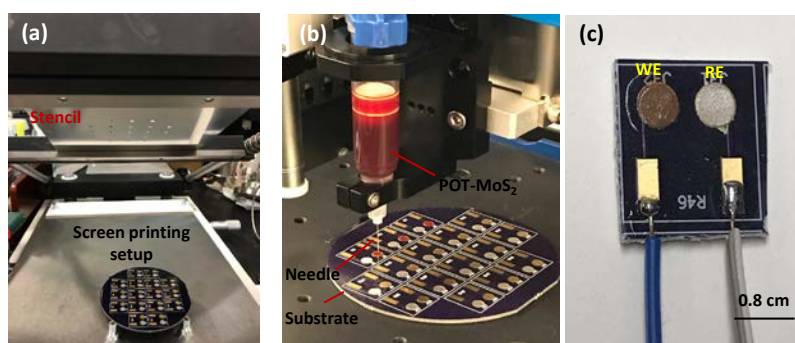 (a)
Stencil
Screen printing
setup
(b)
POT-MoS₂
Needle
Substrate
(c)
WE
RE
R46
0.8 cm